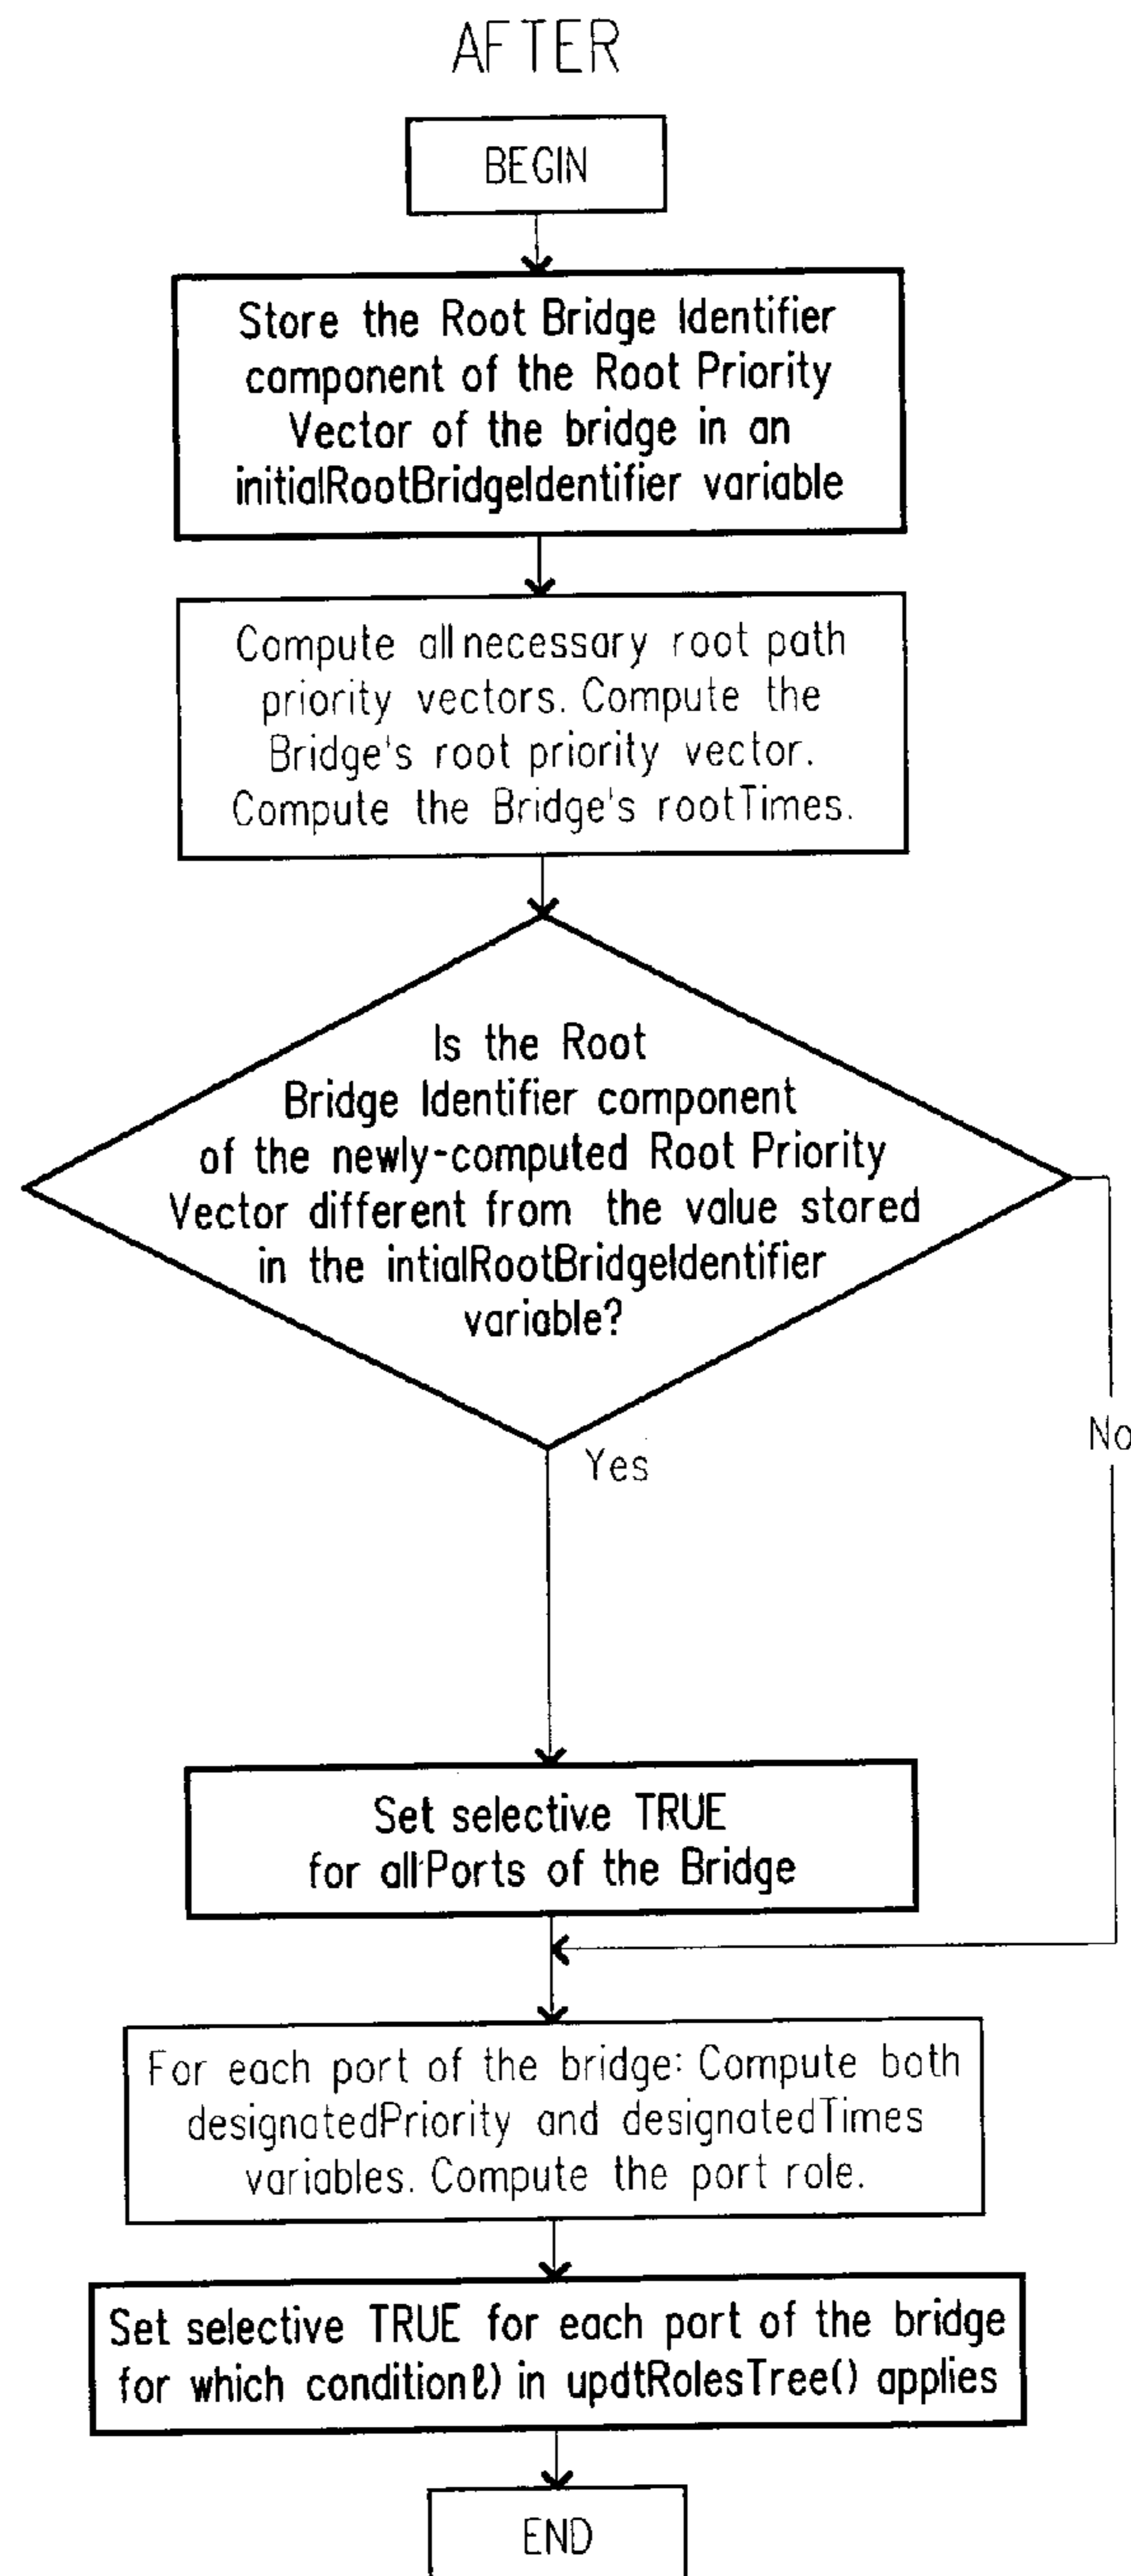 AFTER
BEGIN
Store the Root Bridge Identifier
component of the Root Priority
Vector of the bridge in an
initialRootBridgeIdentifier variable
Compute all necessary root path
priority vectors. Compute the
Bridge's root priority vector.
Compute the Bridge's rootTimes.
Is the Root
Bridge Identifier component
of the newly-computed Root Priority
Vector different from the value stored
in the intialRootBridgeIdentifier
variable?
No
Yes
Set selective TRUE
for all Ports of the Bridge
For each port of the bridge: Compute both
designatedPriority and designatedTimes
variables. Compute the port role.
Set selective TRUE for each port of the bridge
for which condition ℓ) in updtRolesTree() applies
END